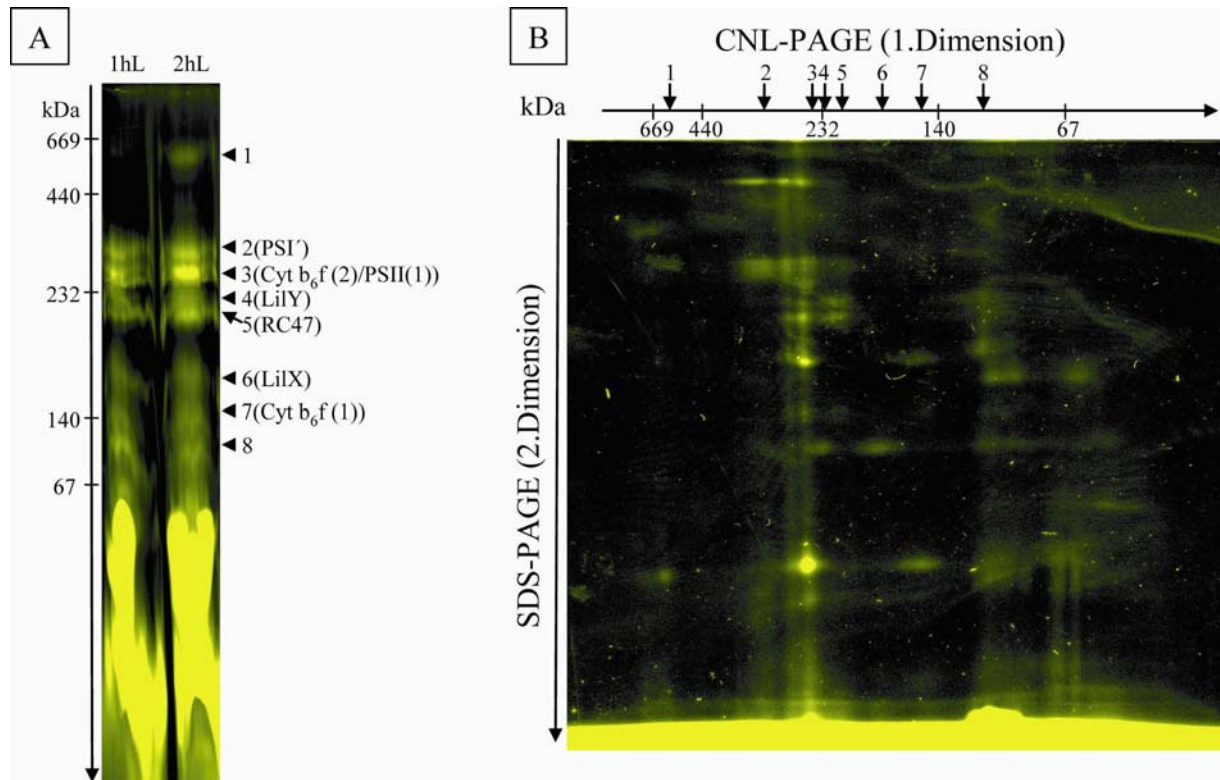 A
1hL 2hL
kDa
669
440
232
140
67
1
2(PSI´)
3(Cyt b₆f (2)/PSII(1))
4(LilY)
5(RC47)
6(LilX)
7(Cyt b₆f (1))
8
B
CNL-PAGE (1.Dimension)
1 2 3 4 5 6 7 8
kDa
669 440 232 140 67
SDS-PAGE (2.Dimension)